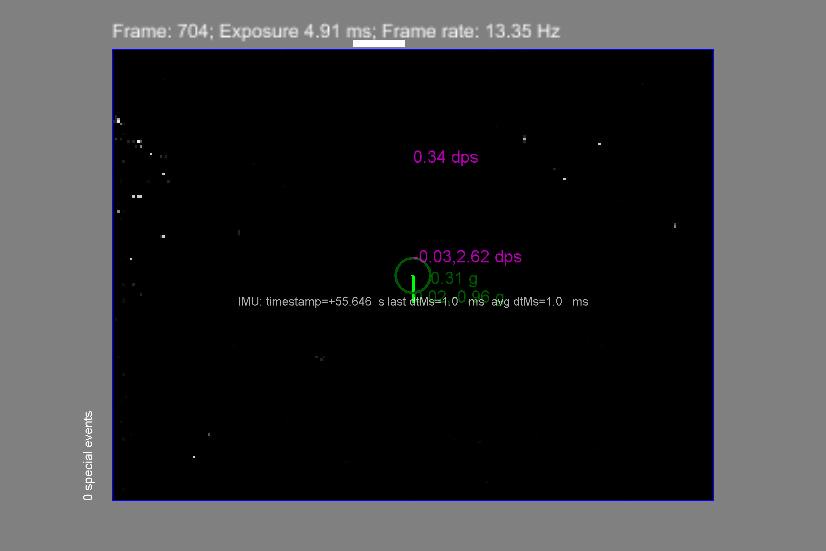 Frame: 704; Exposure 4.91 ms; Frame rate: 13.35 Hz
0.34 dps
-0.03,2.62 dps
0.31 g
IMU: timestamp=+55.646 s last dtMs=1.0 ms avg dtMs=1.0 ms
0 special events